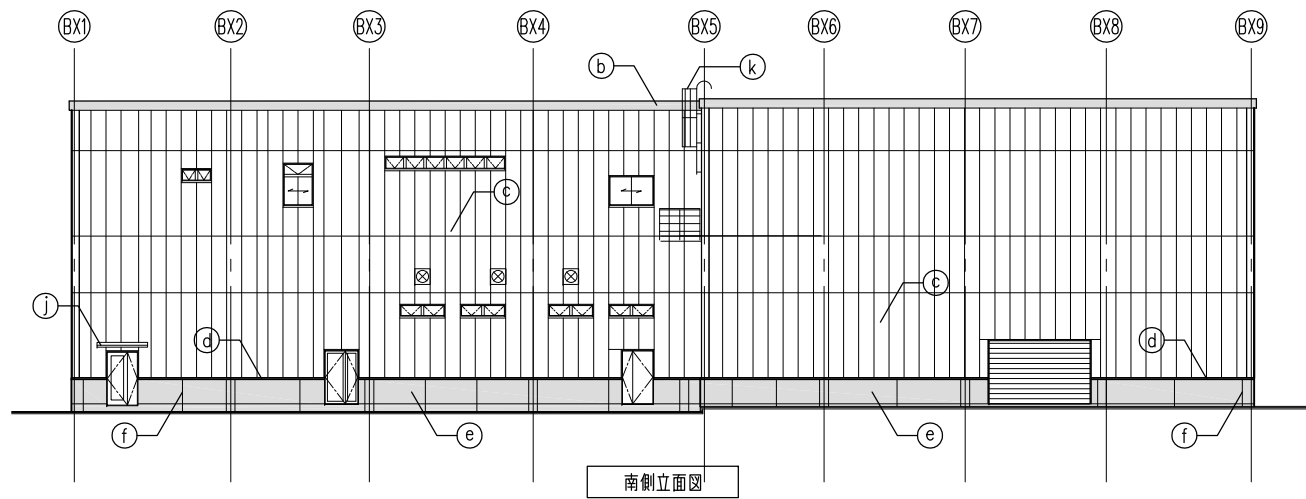 BX1 BX2 BX3 BX4 BX5 BX6 BX7 BX8 BX9
b k
c
c
j
d d
f e e f
南側立面図